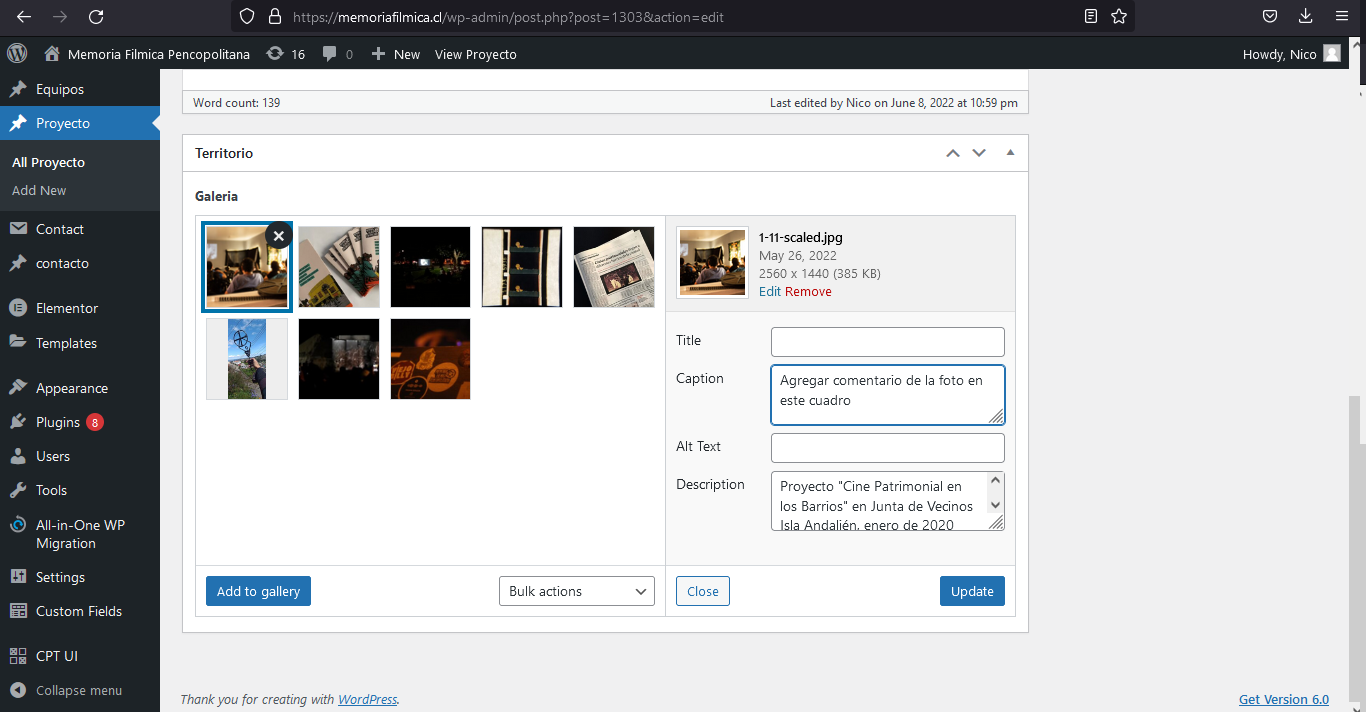 https://memoriafilmica.cl/wp-admin/post.php?post=1303&action=edit
Memoria Filmica Pencopolitana
16
0
New
View Proyecto
Howdy, Nico
Equipos
Proyecto
All Proyecto
Add New
Contact
contacto
Elementor
Templates
Appearance
Plugins 8
Users
Tools
All-in-One WP
Migration
Settings
Custom Fields
CPT UI
Collapse menu
Word count: 139
Last edited by Nico on June 8, 2022 at 10:59 pm
Territorio
Galeria
1-11-scaled.jpg
May 26, 2022
2560 x 1440 (385 KB)
Edit Remove
Title
Caption
Agregar comentario de la foto en
este cuadro
Alt Text
Description
Proyecto "Cine Patrimonial en
los Barrios" en Junta de Vecinos
Isla Andalién, enero de 2020
Add to gallery
Bulk actions
Close
Update
Thank you for creating with WordPress.
Get Version 6.0